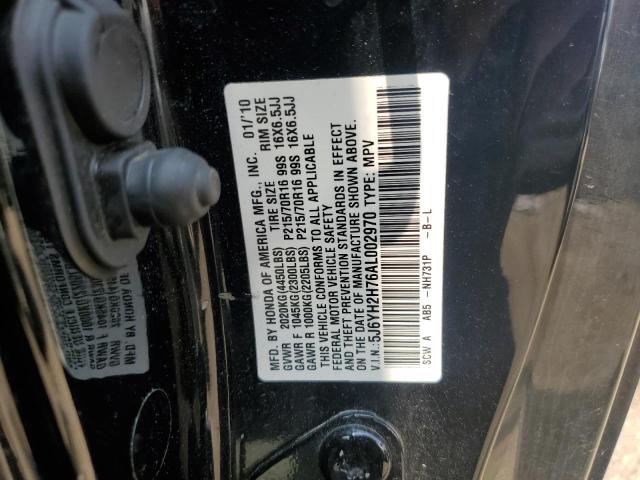 MFD. BY HONDA OF AMERICA MFG., INC. 01/'10
TIRE SIZE RIM SIZE
GVWR 2020KG(4450LBS)
GAWR F 1045KG(2300LBS) P215/70R16 99S 16X6.5JJ
GAWR R 1000KG(2205LBS) P215/70R16 99S 16X6.5JJ
THIS VEHICLE CONFORMS TO ALL APPLICABLE
FEDERAL MOTOR VEHICLE SAFETY
AND THEFT PREVENTION STANDARDS IN EFFECT
ON THE DATE OF MANUFACTURE SHOWN ABOVE.
V.I.N.:5J6YH2H76AL002970 TYPE: MPV
SCW A AB5 -NH731P -B-L